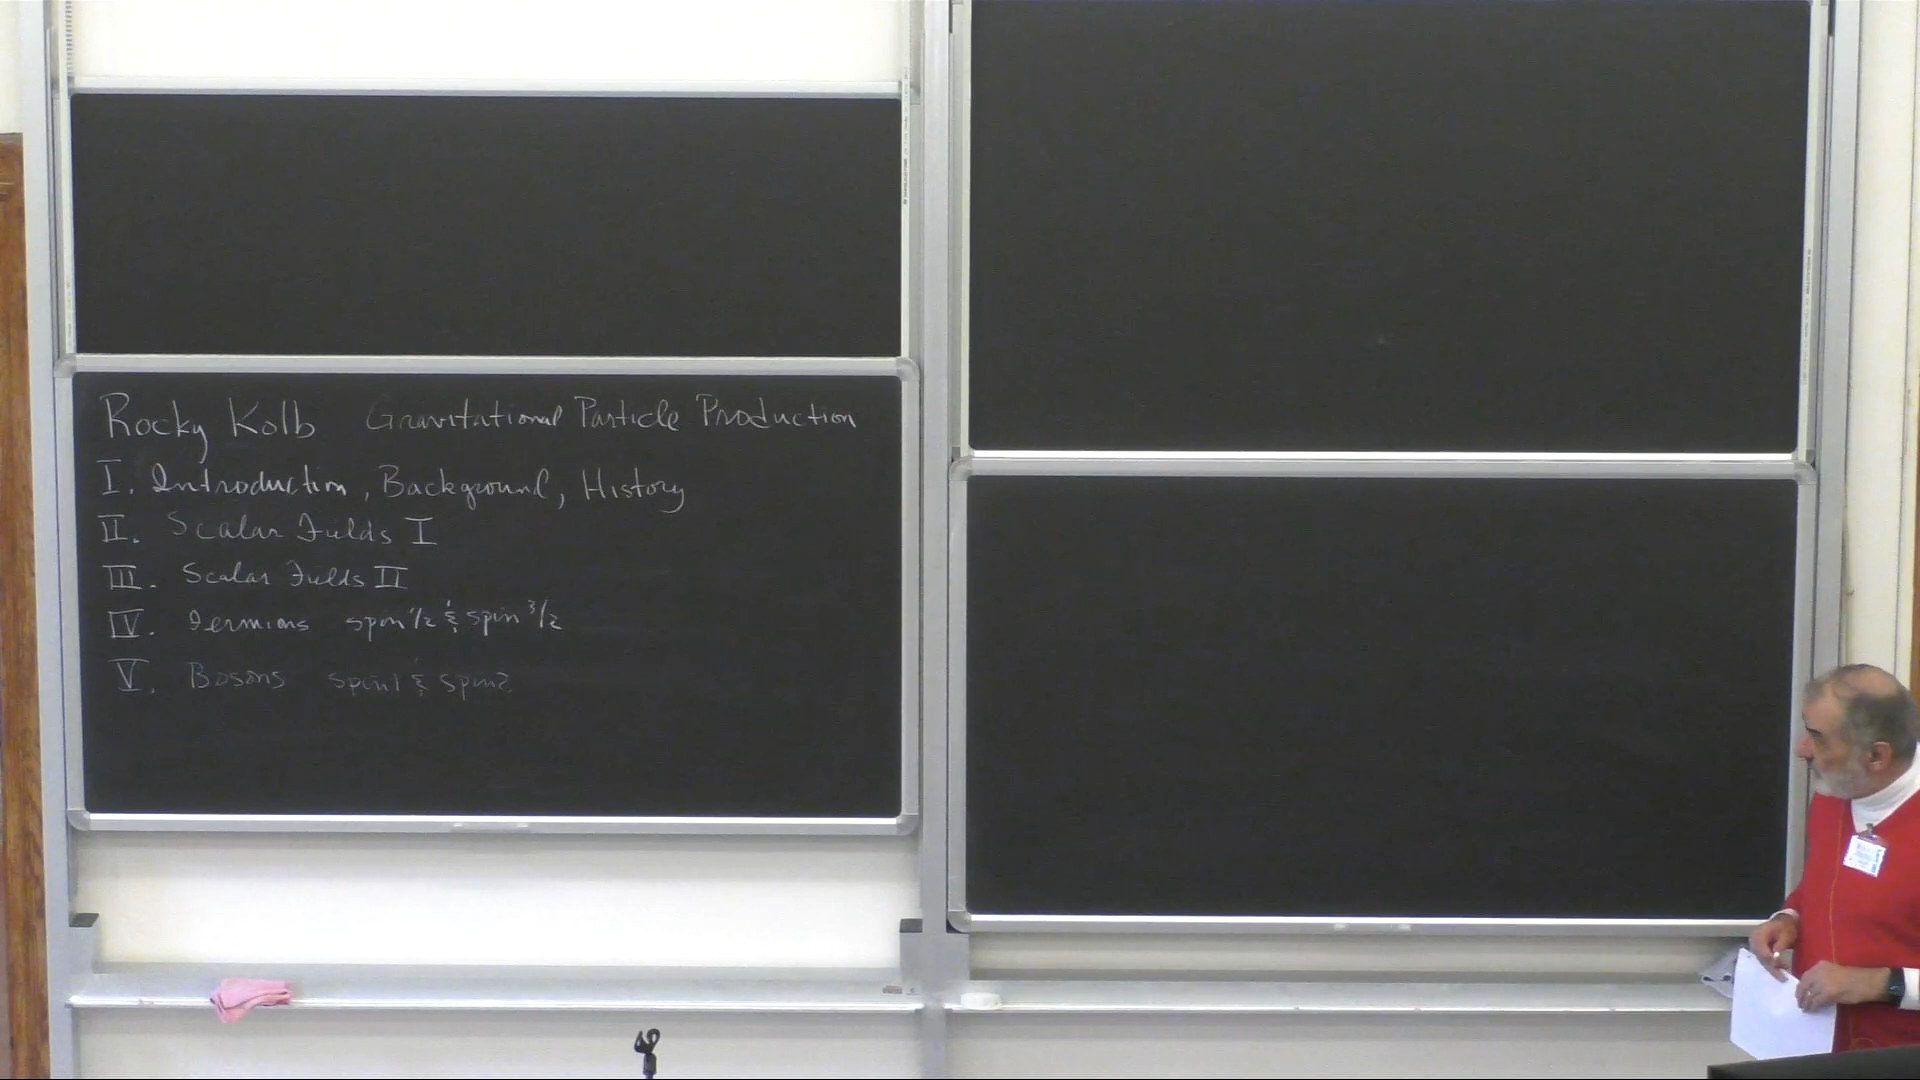 Rocky Kolb Gravitational Particle Production
I. Introduction, Background, History
II. Scalar Fields I
III. Scalar Fields II
IV. Fermions spin 1/2 & spin 3/2
V. Bosons spin 1 & spin 2